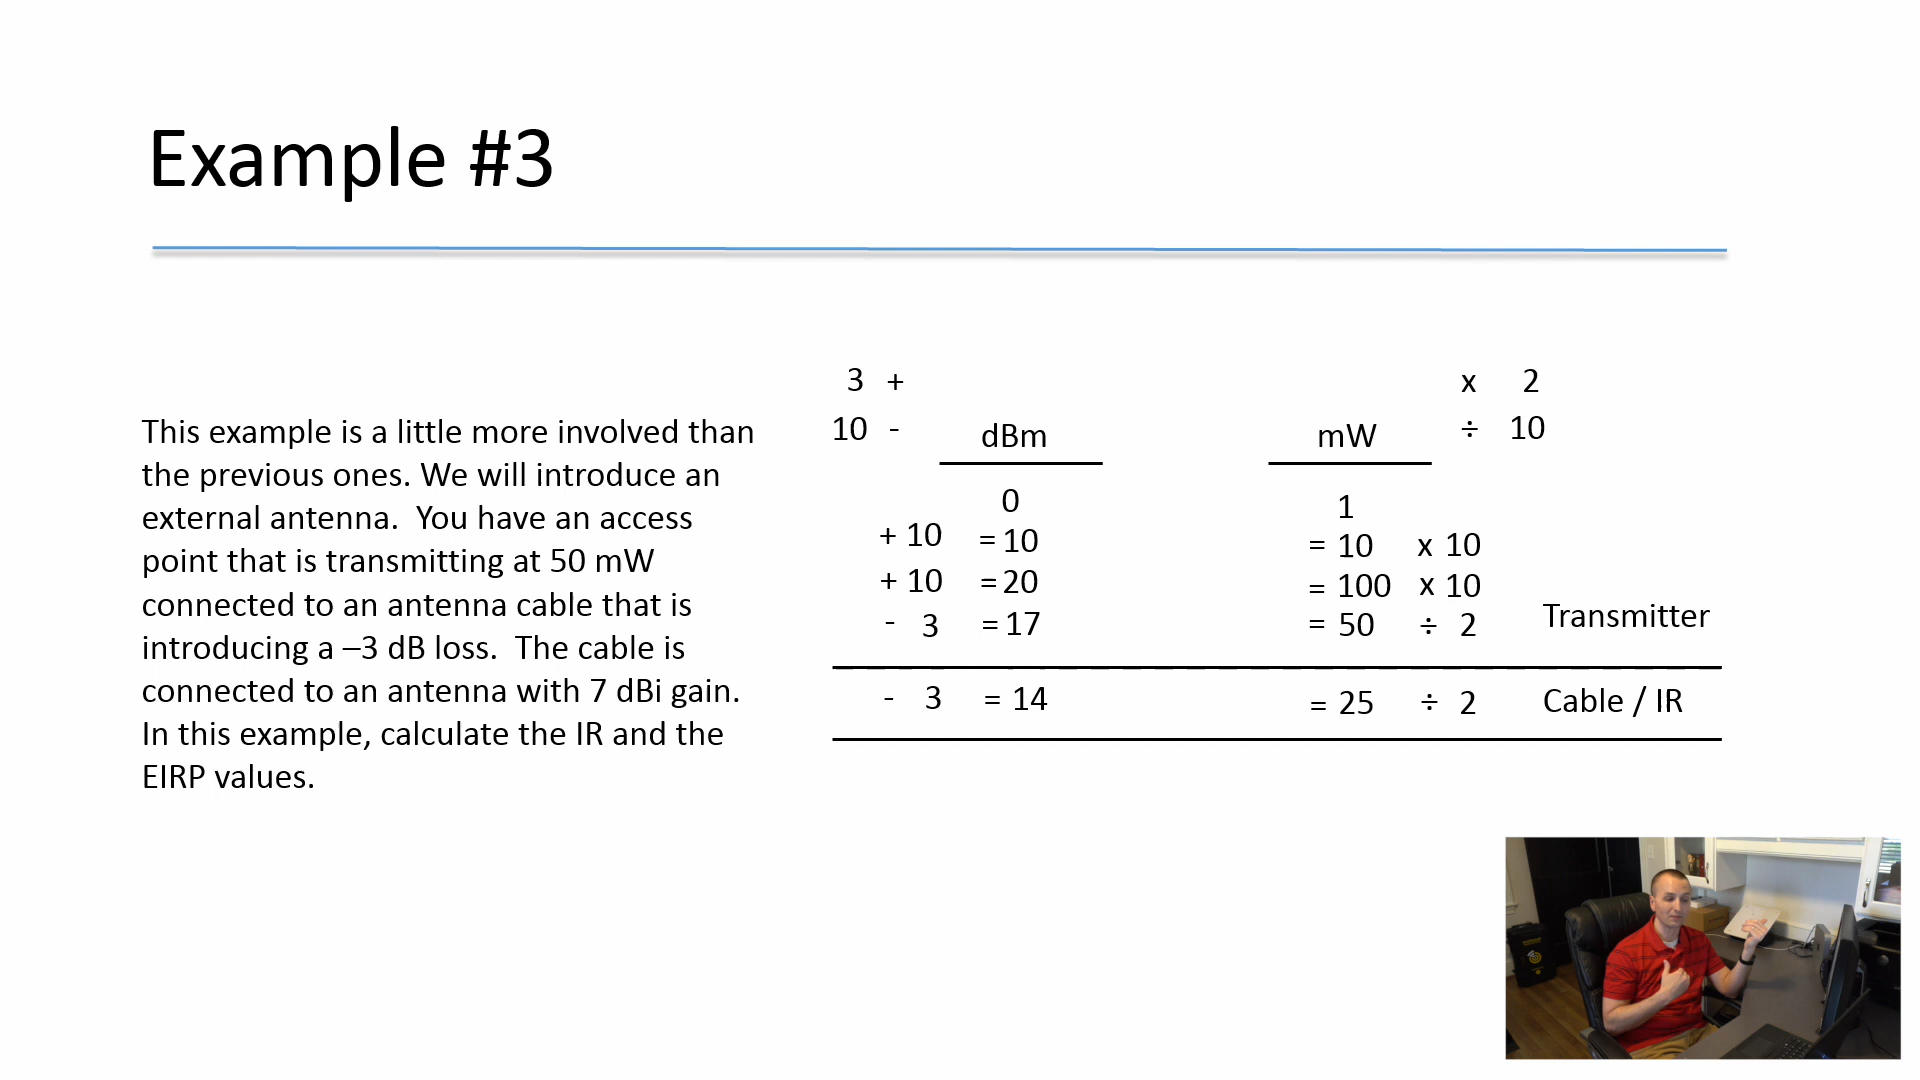 Example #3
This example is a little more involved than
the previous ones. We will introduce an
external antenna.  You have an access
point that is transmitting at 50 mW
connected to an antenna cable that is
introducing a –3 dB loss.  The cable is
connected to an antenna with 7 dBi gain.
In this example, calculate the IR and the
EIRP values.
3 + x 2
10 - dBm mW ÷ 10
0 1
+ 10 = 10 = 10 x 10
+ 10 = 20 = 100 x 10
- 3 = 17 = 50 ÷ 2 Transmitter
- 3 = 14 = 25 ÷ 2 Cable / IR